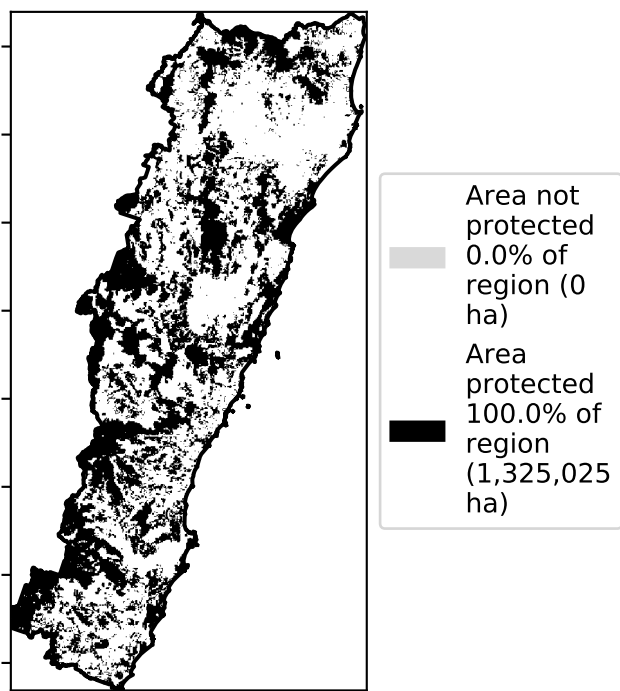 Area not
protected
0.0% of
region (0
ha)
Area
protected
100.0% of
region
(1,325,025
ha)